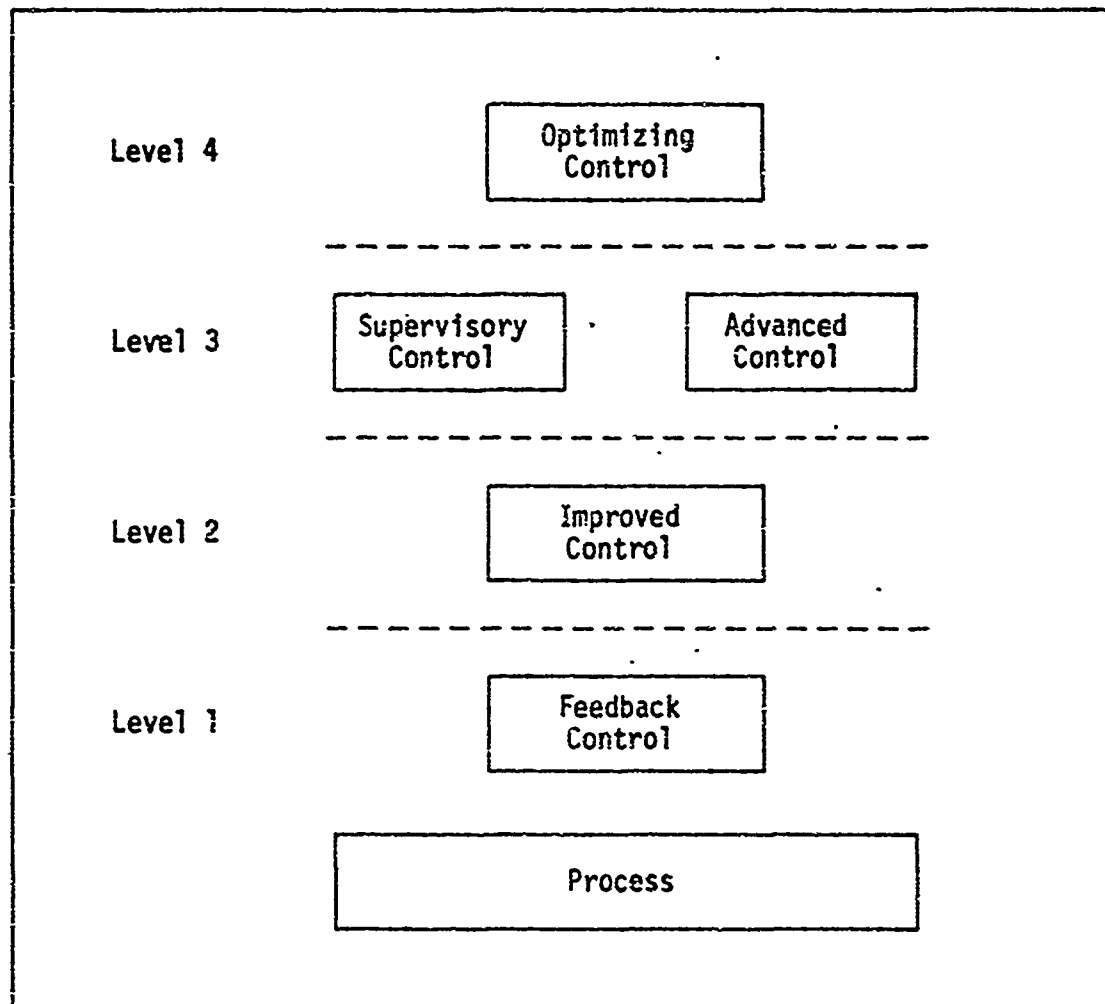 Level 4
Optimizing
Control
Level 3
Supervisory
Control
Advanced
Control
Level 2
Improved
Control
Level 1
Feedback
Control
Process